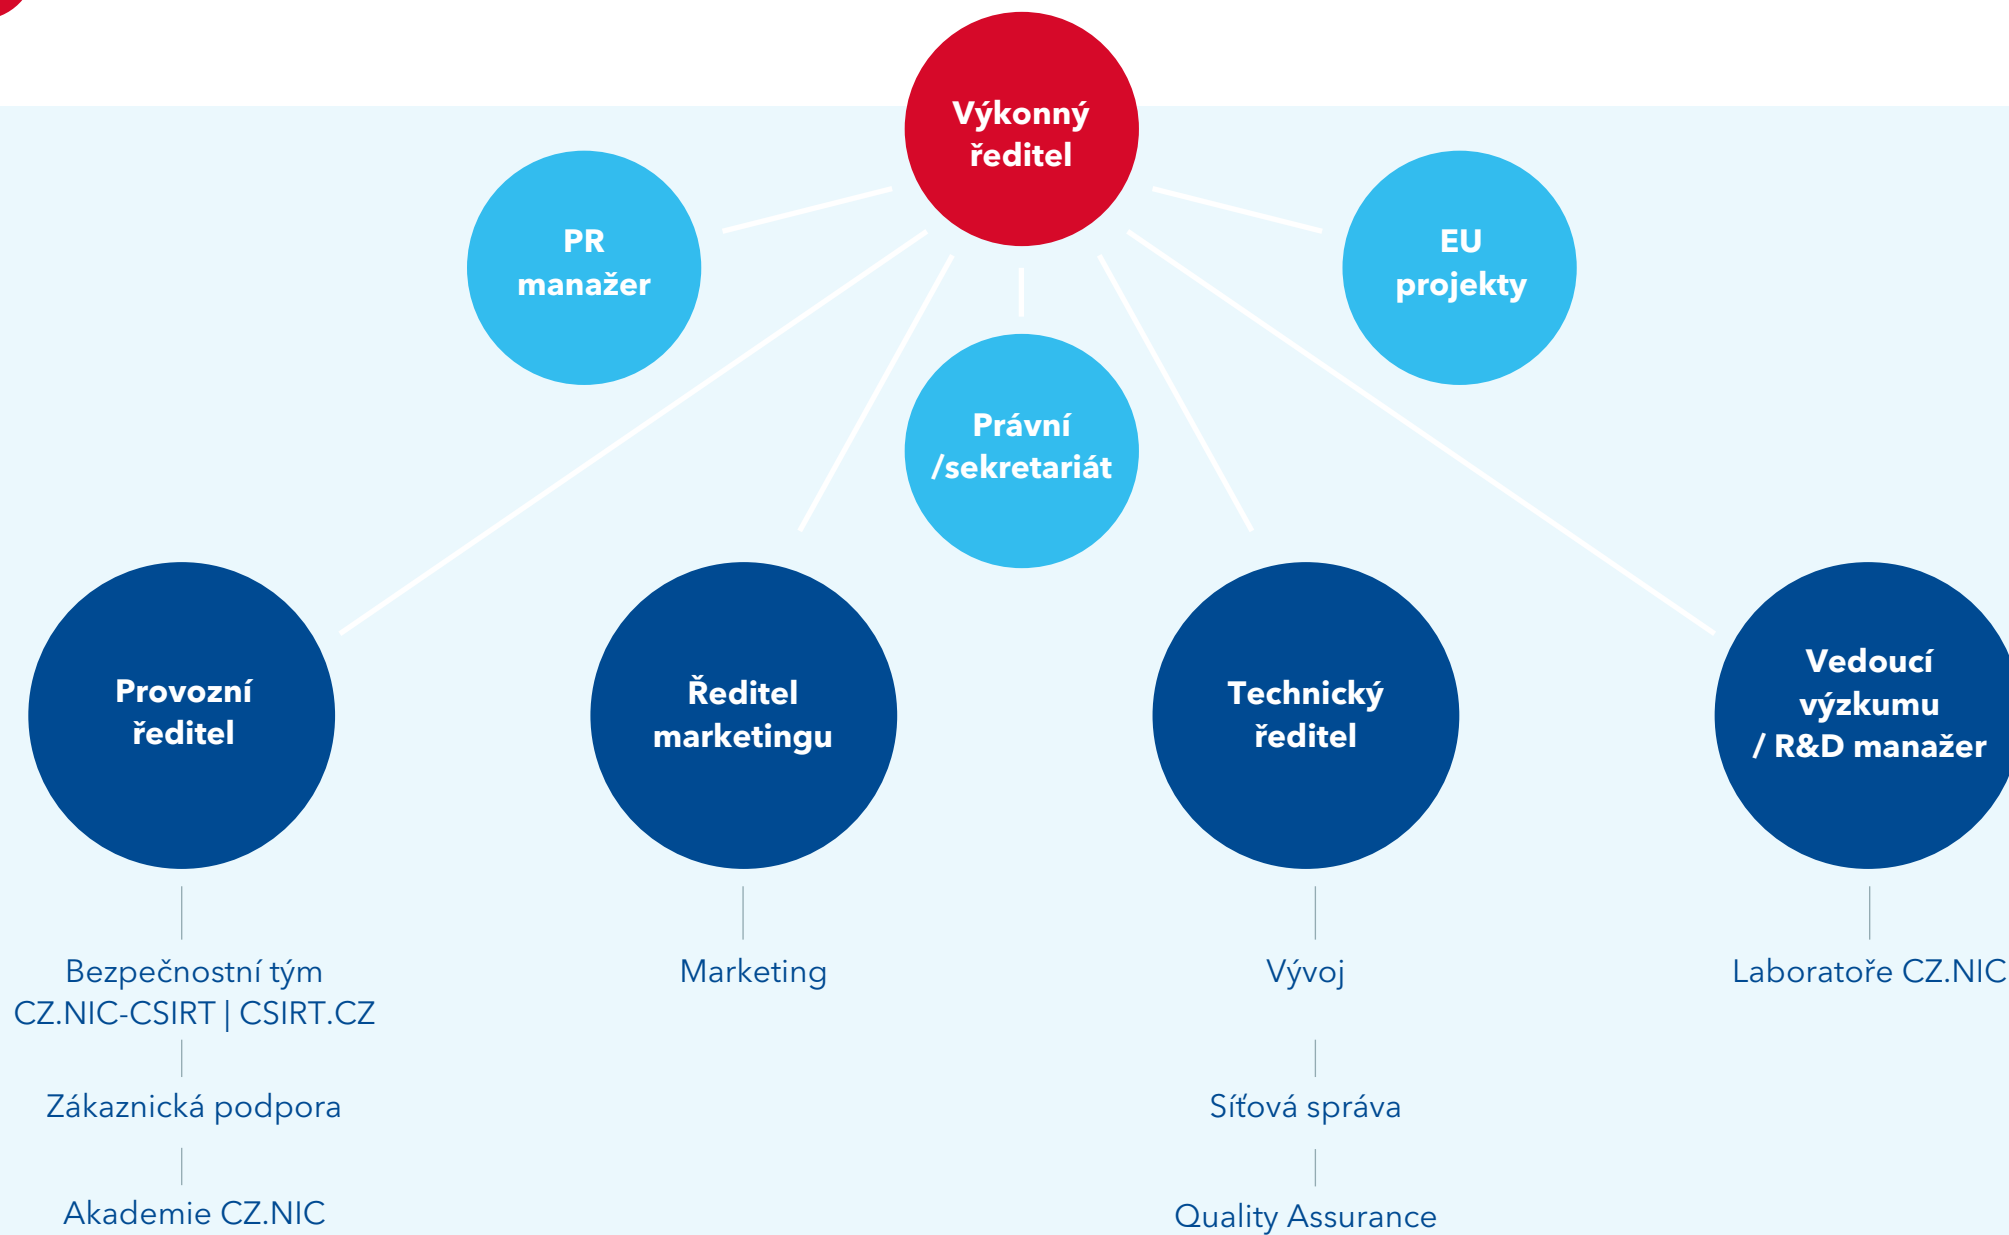 Výkonný
ředitel
PR
manažer
EU
projekty
Právní
/sekretariát
Provozní
ředitel
Ředitel
marketingu
Technický
ředitel
Vedoucí
výzkumu
/ R&D manažer
Bezpečnostní tým
CZ.NIC-CSIRT | CSIRT.CZ
Zákaznická podpora
Akademie CZ.NIC
Marketing
Vývoj
Síťová správa
Quality Assurance
Laboratoře CZ.NIC